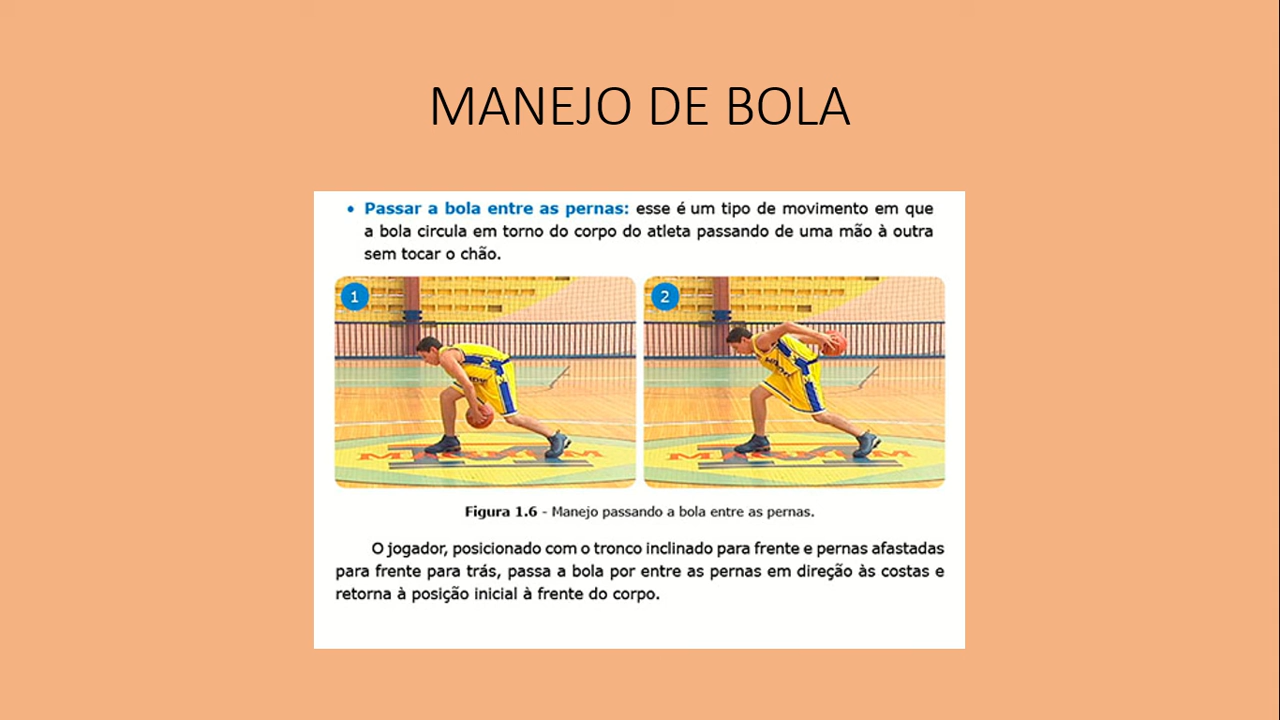 MANEJO DE BOLA
• Passar a bola entre as pernas: esse é um tipo de movimento em que
a bola circula em torno do corpo do atleta passando de uma mão à outra
sem tocar o chão.
1
2
Figura 1.6 - Manejo passando a bola entre as pernas.
O jogador, posicionado com o tronco inclinado para frente e pernas afastadas
para frente para trás, passa a bola por entre as pernas em direção às costas e
retorna à posição inicial à frente do corpo.